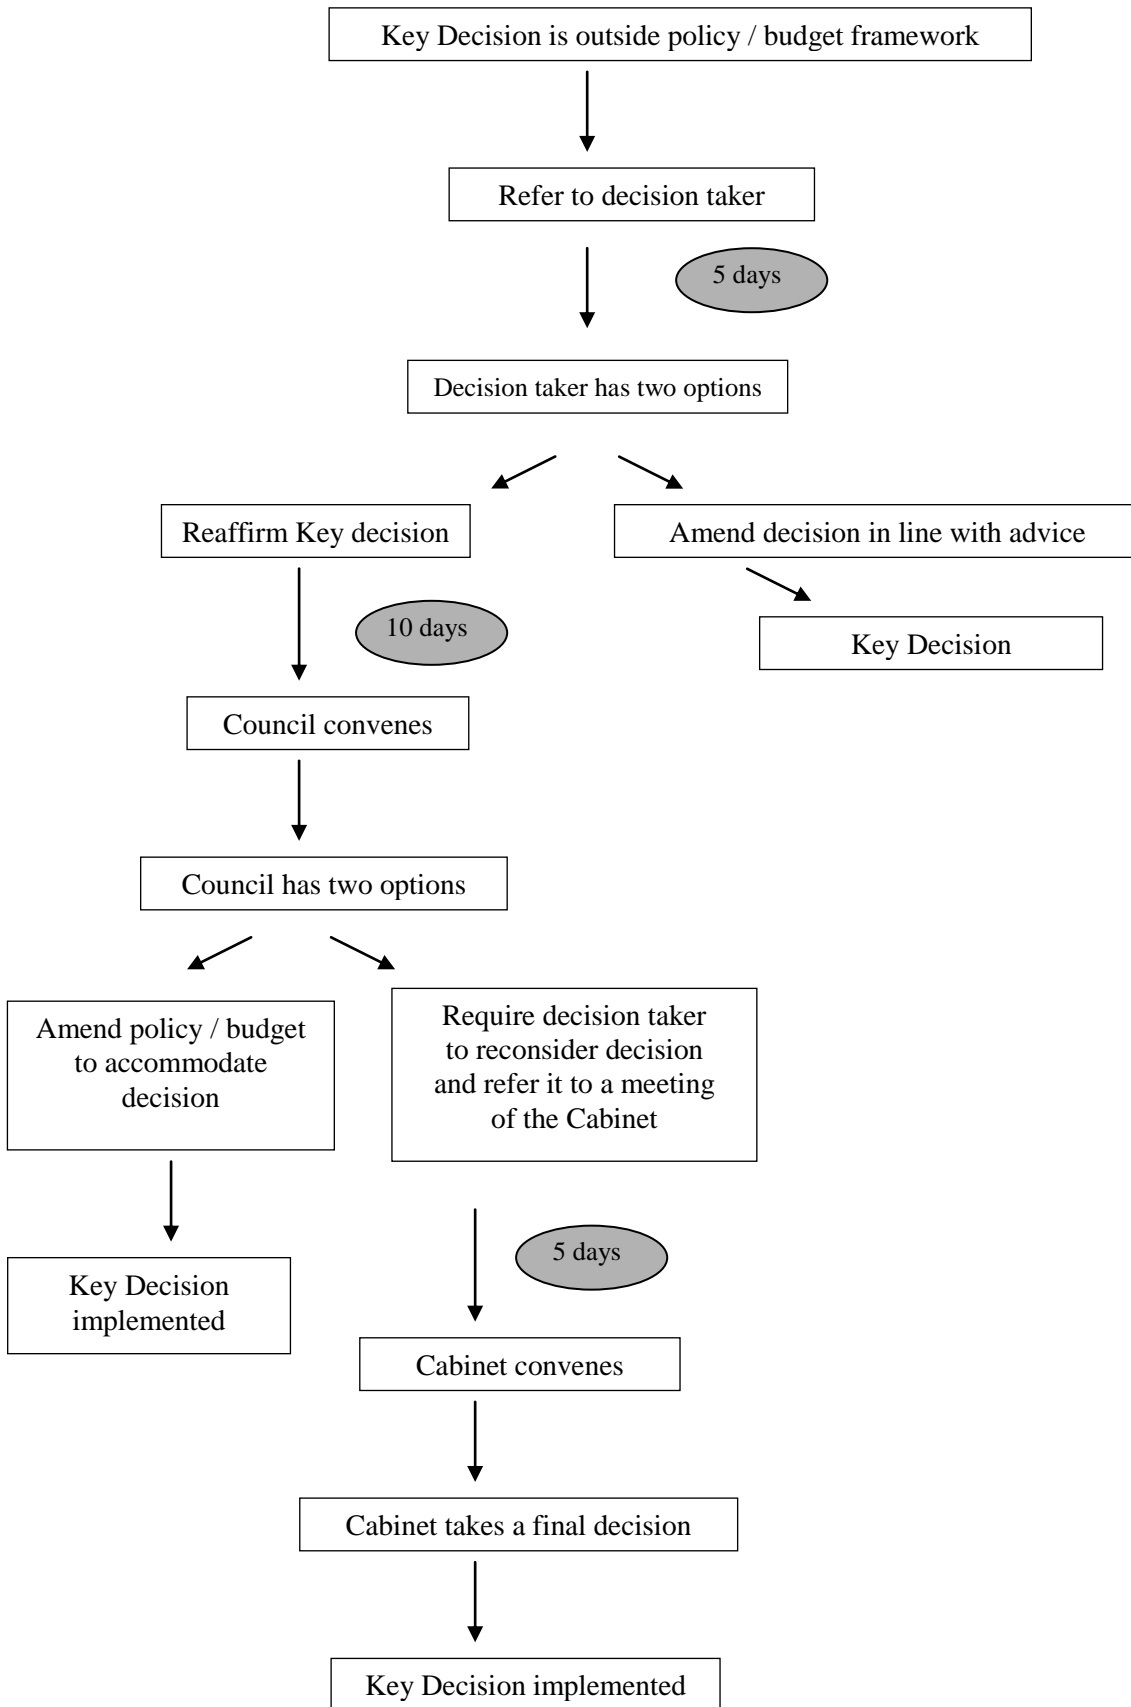 Key Decision is outside policy / budget framework
Refer to decision taker
5 days
Decision taker has two options
Reaffirm Key decision
Amend decision in line with advice
10 days
Key Decision
Council convenes
Council has two options
Amend policy / budget
to accommodate
decision
Require decision taker
to reconsider decision
and refer it to a meeting
of the Cabinet
5 days
Key Decision
implemented
Cabinet convenes
Cabinet takes a final decision
Key Decision implemented